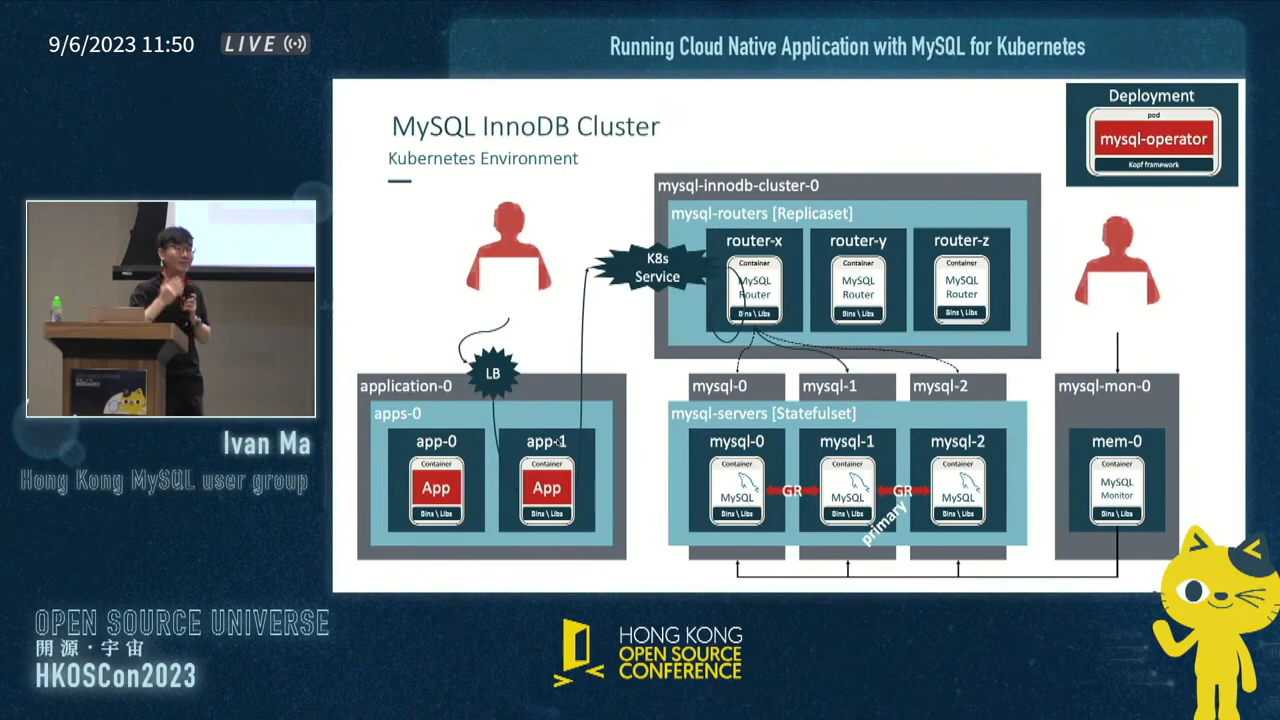 9/6/2023 11:50
LIVE
Running Cloud Native Application with MySQL for Kubernetes
MySQL InnoDB Cluster
Kubernetes Environment
Deployment
pod
mysql-operator
Kopf framework
mysql-innodb-cluster-0
mysql-routers [Replicaset]
router-x
router-y
router-z
K8s
Service
Container
MySQL
Router
Bins \ Libs
Container
MySQL
Router
Bins \ Libs
Container
MySQL
Router
Bins \ Libs
LB
application-0
apps-0
app-0
app-1
Container
App
Bins \ Libs
Container
App
Bins \ Libs
mysql-0
mysql-1
mysql-2
mysql-servers [Statefulset]
mysql-0
mysql-1
mysql-2
Container
MySQL
Bins \ Libs
GR
Container
MySQL
Bins \ Libs
GR
primary
Container
MySQL
Bins \ Libs
mysql-mon-0
mem-0
Container
MySQL
Monitor
Bins \ Libs
Ivan Ma
Hong Kong MySQL user group
OPEN SOURCE UNIVERSE
開源·宇宙
HKOSCon2023
HONG KONG
OPEN SOURCE
CONFERENCE